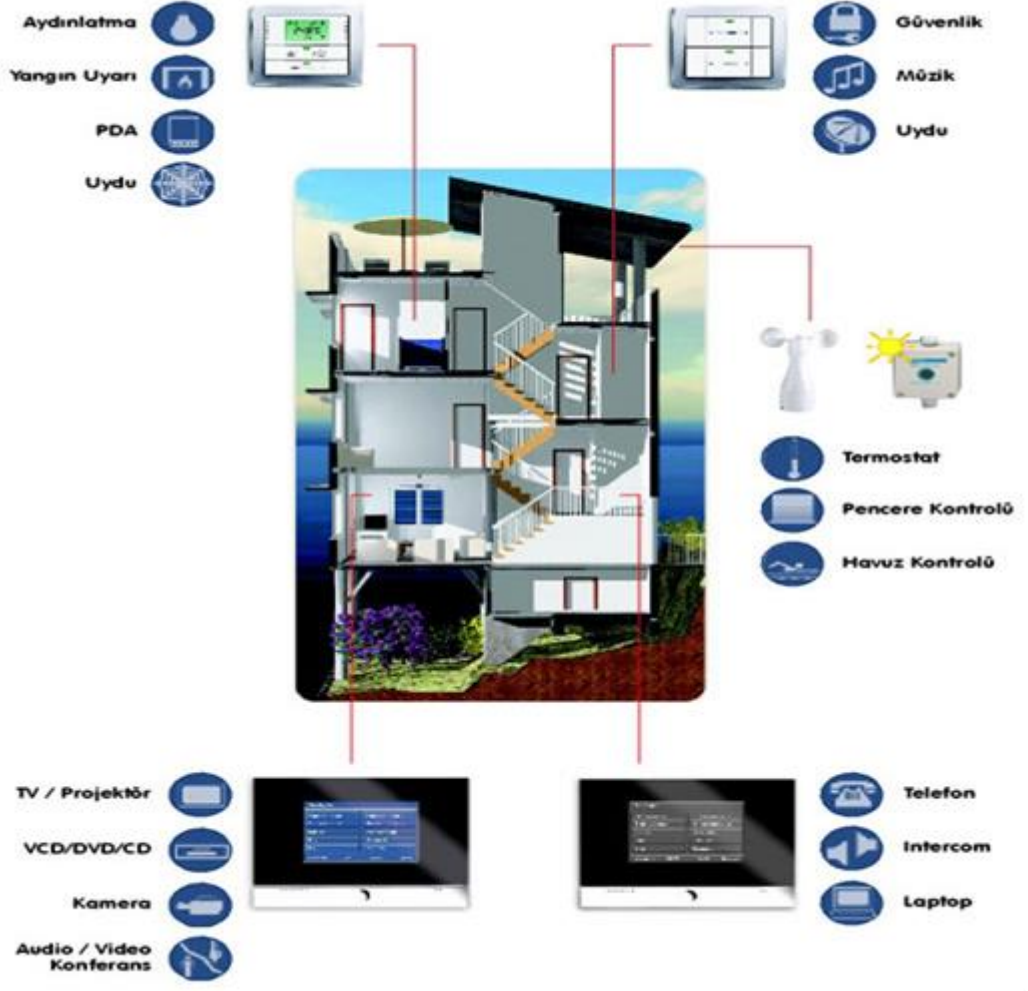 Aydınlatma
Yangın Uyarı
PDA
Uydu
Güvenlik
Müzik
Uydu
Termostat
Pencere Kontrolü
Havuz Kontrolü
TV / Projektör
VCD/DVD/CD
Kamera
Audio / Video
Konferans
Telefon
Intercom
Laptop